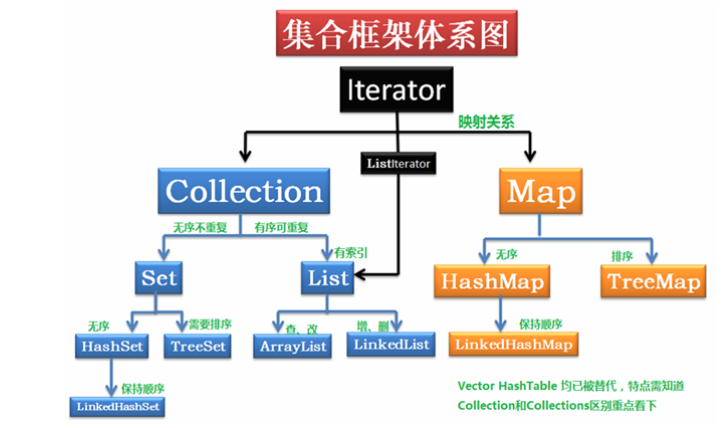 集合框架体系图
Iterator
映射关系
ListIterator
Collection
Map
无序不重复
有序可重复
有索引
无序
排序
Set
List
HashMap
TreeMap
无序
需要排序
查、改
增、删
保持顺序
HashSet
TreeSet
ArrayList
LinkedList
LinkedHashMap
保持顺序
LinkedHashSet
Vector HashTable 均已被替代，特点需知道
Collection和Collections区别重点看下